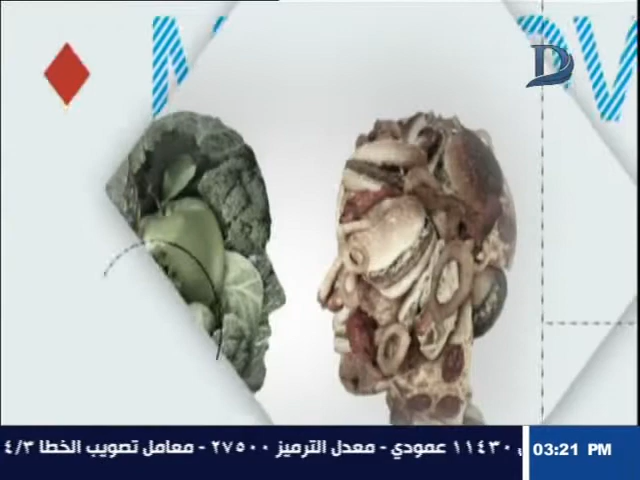 D
١١٤٣٠ عمودي - معدل الترميز ٢٧٥٠٠ - معامل تصويب الخطا ٤/٣
03:21 PM